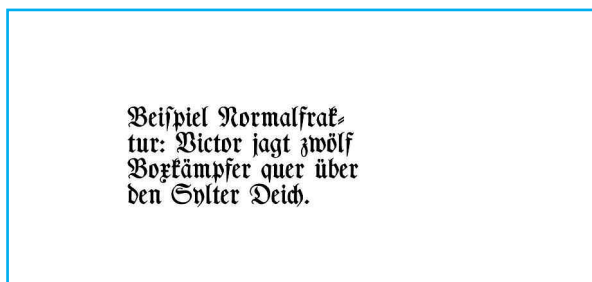 Beiſpiel Normalfrak⸗
tur: Victor jagt zwölf
Boxkämpfer quer über
den Sylter Deich.